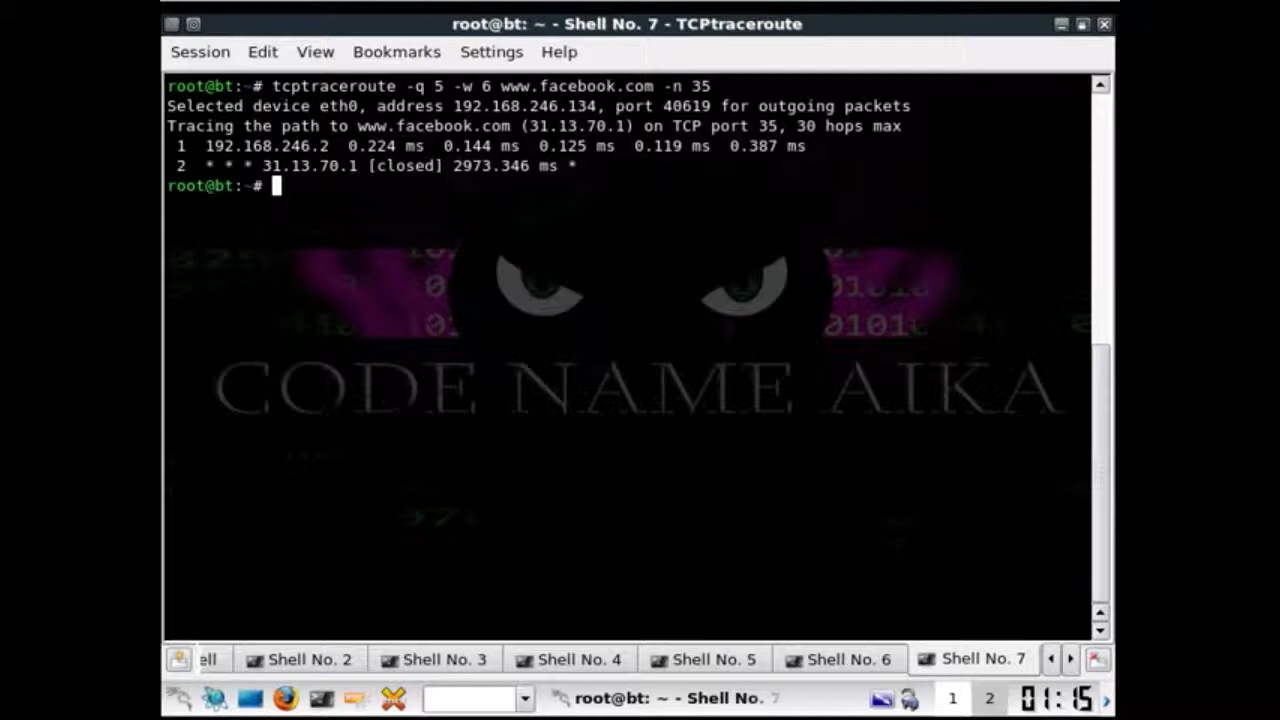 root@bt: ~ - Shell No. 7 - TCPtraceroute
Session Edit View Bookmarks Settings Help
root@bt:~# tcptraceroute -q 5 -w 6 www.facebook.com -n 35
Selected device eth0, address 192.168.246.134, port 40619 for outgoing packets
Tracing the path to www.facebook.com (31.13.70.1) on TCP port 35, 30 hops max
1 192.168.246.2 0.224 ms 0.144 ms 0.125 ms 0.119 ms 0.387 ms
2 * * * 31.13.70.1 [closed] 2973.346 ms *
root@bt:~#
CODE NAME AIKA
ell Shell No. 2 Shell No. 3 Shell No. 4 Shell No. 5 Shell No. 6 Shell No. 7
root@bt: ~ - Shell No. 7 1 2 01:15